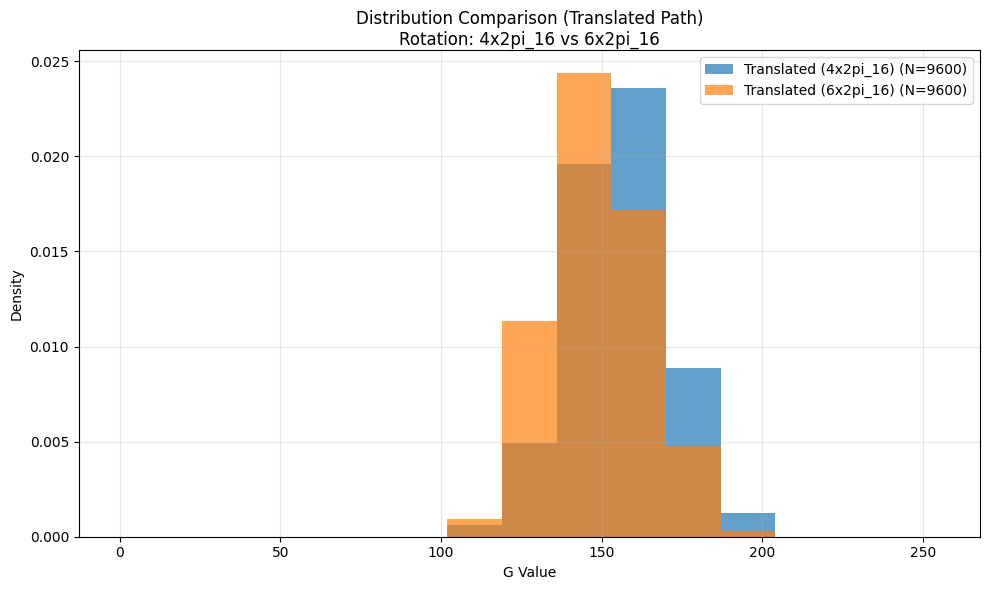 Distribution Comparison (Translated Path)
Rotation: 4x2pi_16 vs 6x2pi_16
Translated (4x2pi_16) (N=9600)
Translated (6x2pi_16) (N=9600)
Density
0.025
0.020
0.015
0.010
0.005
0.000
0 50 100 150 200 250
G Value